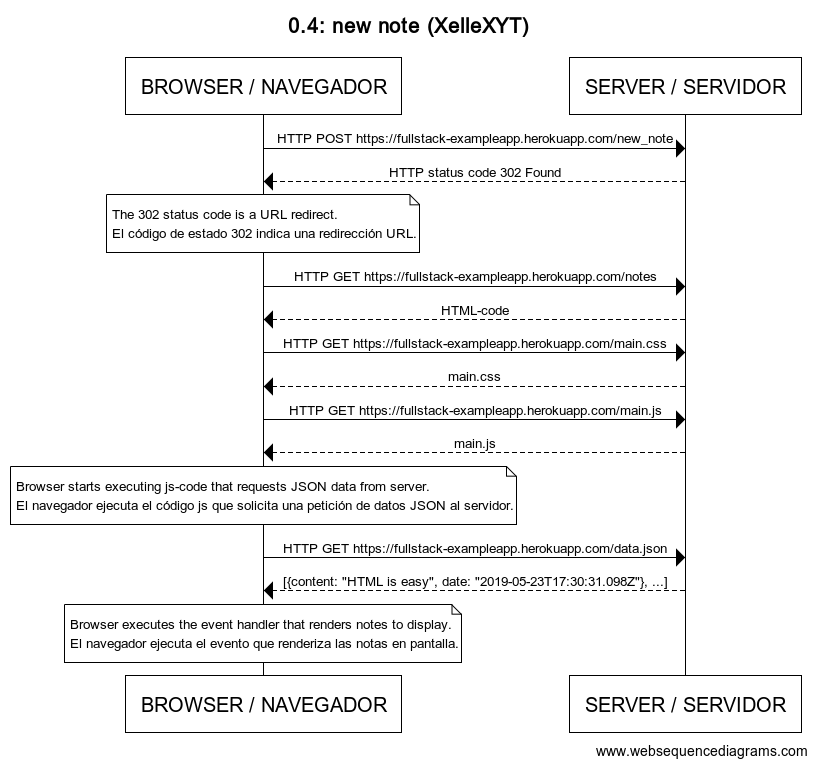 0.4: new note (XelleXYT)
BROWSER / NAVEGADOR
SERVER / SERVIDOR
HTTP POST https://fullstack-exampleapp.herokuapp.com/new_note
HTTP status code 302 Found
The 302 status code is a URL redirect.
El código de estado 302 indica una redirección URL.
HTTP GET https://fullstack-exampleapp.herokuapp.com/notes
HTML-code
HTTP GET https://fullstack-exampleapp.herokuapp.com/main.css
main.css
HTTP GET https://fullstack-exampleapp.herokuapp.com/main.js
main.js
Browser starts executing js-code that requests JSON data from server.
El navegador ejecuta el código js que solicita una petición de datos JSON al servidor.
HTTP GET https://fullstack-exampleapp.herokuapp.com/data.json
[{content: "HTML is easy", date: "2019-05-23T17:30:31.098Z"}, ...]
Browser executes the event handler that renders notes to display.
El navegador ejecuta el evento que renderiza las notas en pantalla.
BROWSER / NAVEGADOR
SERVER / SERVIDOR
www.websequencediagrams.com